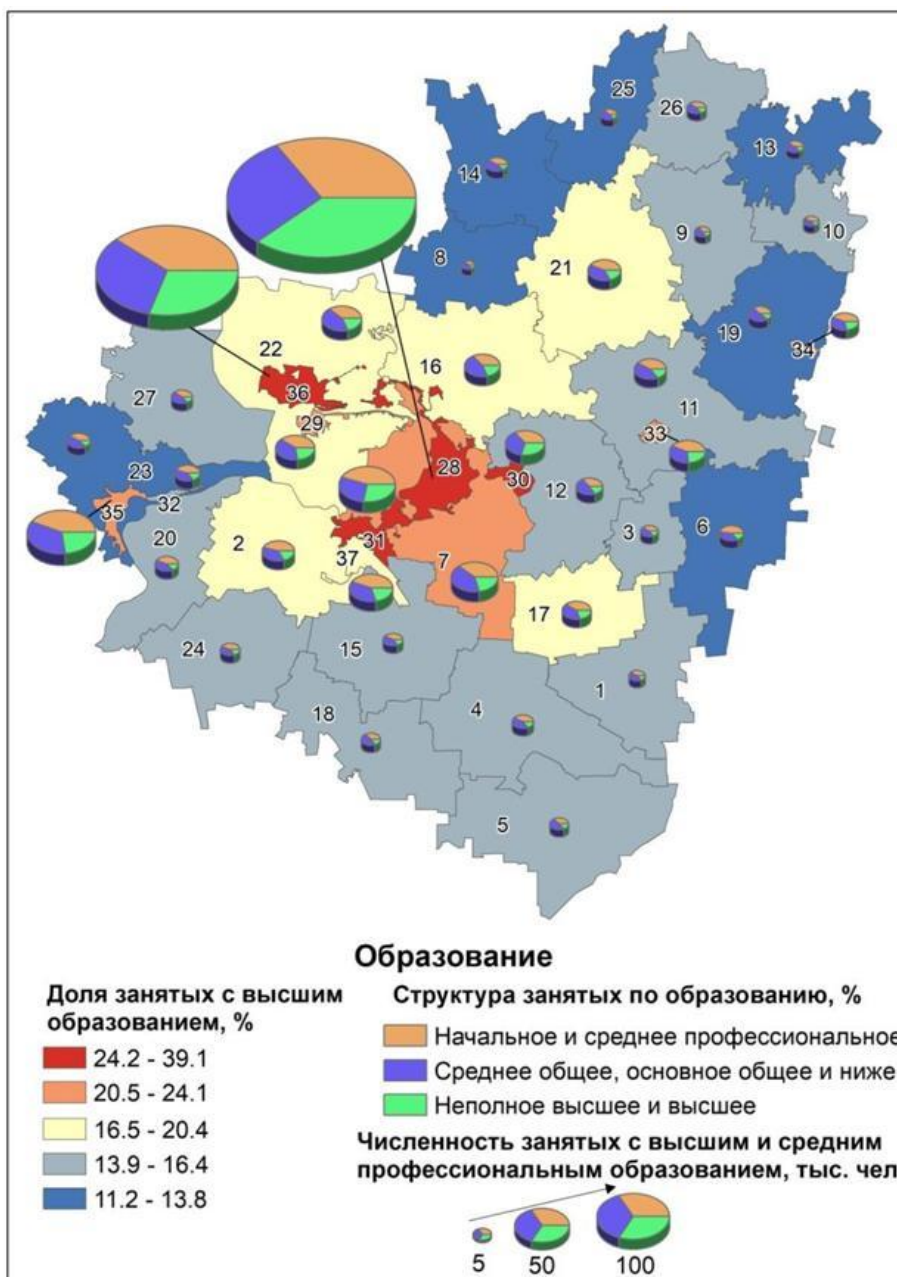 25
26
13
14
9
10
8
21
19
34
22
16
36
27
11
29
33
28
23
30
12
32
35
3
6
20
2
31
37
7
17
24
15
1
18
4
5
Образование
Доля занятых с высшим
образованием, %
24.2 - 39.1
20.5 - 24.1
16.5 - 20.4
13.9 - 16.4
11.2 - 13.8
Структура занятых по образованию, %
Начальное и среднее профессиональное
Среднее общее, основное общее и ниже
Неполное высшее и высшее
Численность занятых с высшим и средним
профессиональным образованием, тыс. чел
5 50 100